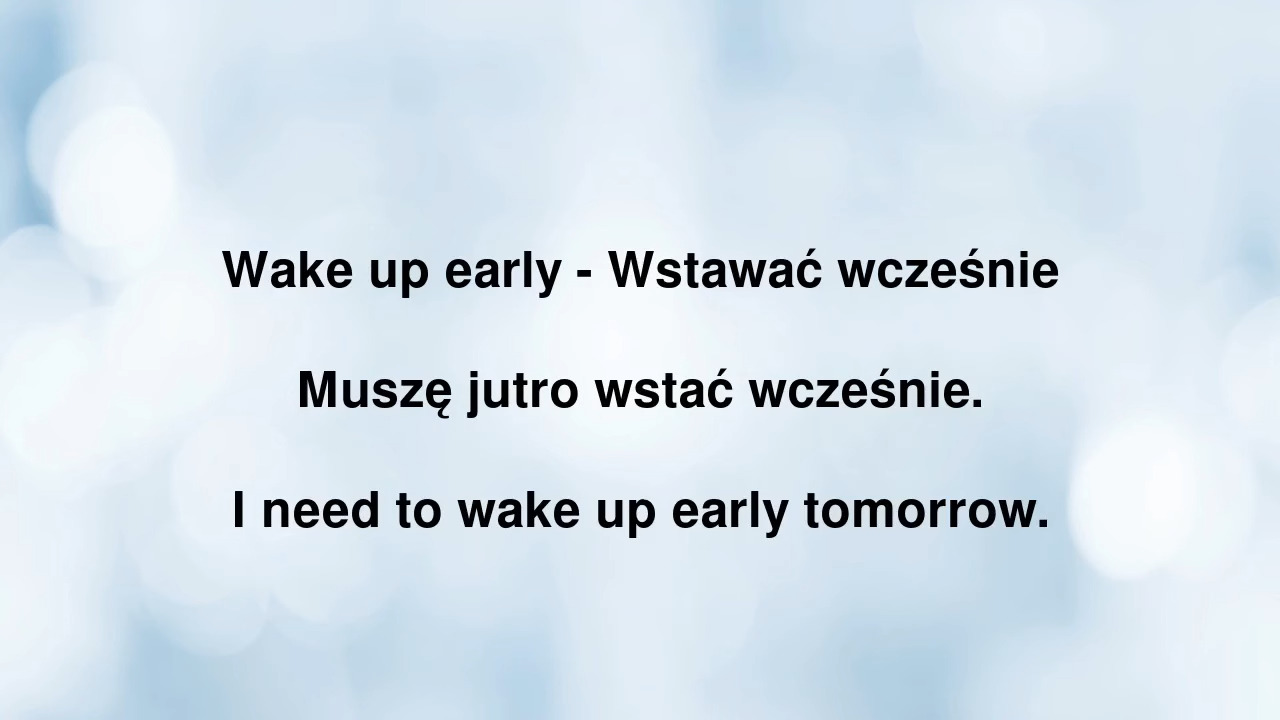 Wake up early - Wstawać wcześnie
Muszę jutro wstać wcześnie.
I need to wake up early tomorrow.